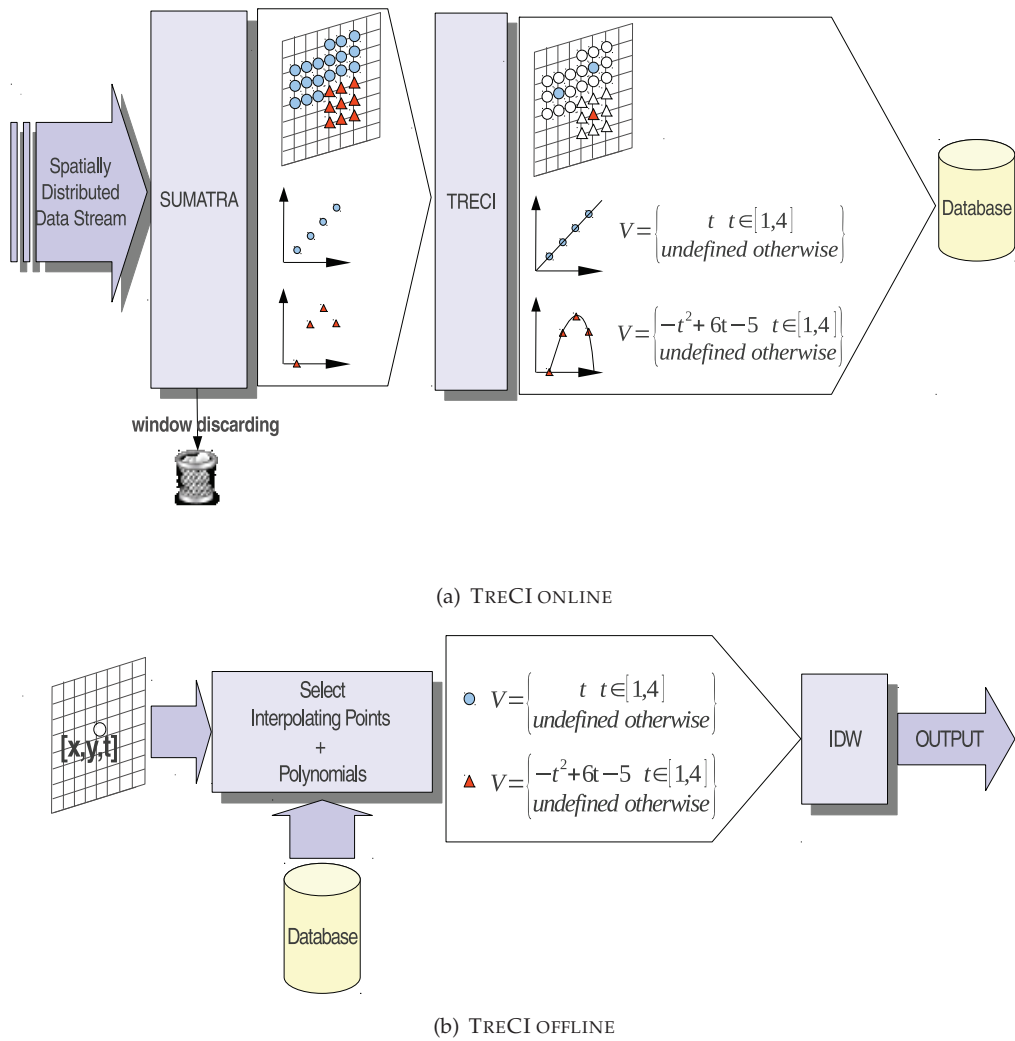 Spatially
Distributed
Data Stream
SUMATRA
TRECI
V={ t t∈[1,4]
undefined otherwise}
V={−t²+6t−5 t∈[1,4]
undefined otherwise}
Database
window discarding
(a) TRECI ONLINE
[x,y,t]
Select
Interpolating Points
+
Polynomials
V={ t t∈[1,4]
undefined otherwise}
V={−t²+6t−5 t∈[1,4]
undefined otherwise}
IDW
OUTPUT
Database
(b) TRECI OFFLINE